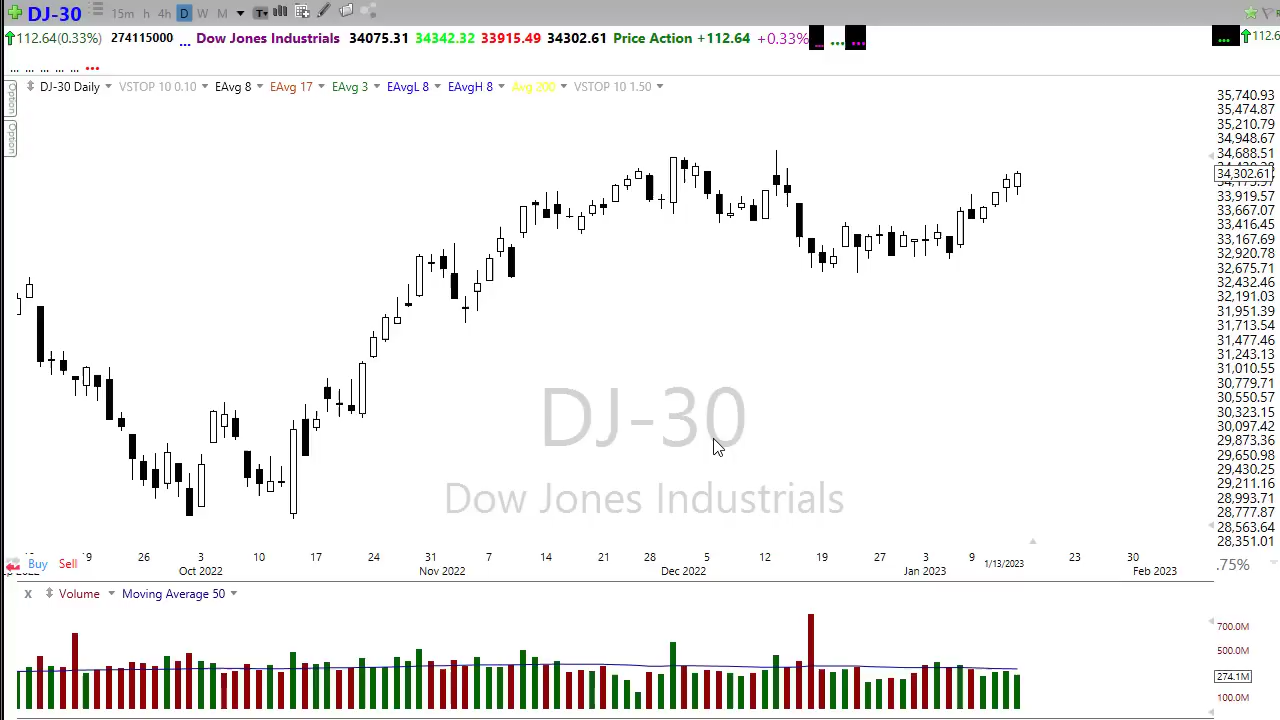 DJ-30 15m h 4h D W M T
112.64(0.33%) 274115000 ... Dow Jones Industrials 34075.31 34342.32 33915.49 34302.61 Price Action +112.64 +0.33% ... ... ... ... 112.6
... ... ... ... ... ...
Option
Option
DJ-30 Daily VSTOP 10 0.10 EAvg 8 EAvg 17 EAvg 3 EAvgL 8 EAvgH 8 Avg 200 VSTOP 10 1.50
35,740.93
35,474.87
35,210.79
34,948.67
34,688.51
34,302.61
33,919.57
33,667.07
33,416.45
33,167.69
32,920.78
32,675.71
32,432.46
32,191.03
31,951.39
31,713.54
31,477.46
31,243.13
31,010.55
30,779.71
30,550.57
30,323.15
30,097.42
29,873.36
29,650.98
29,430.25
29,211.16
28,993.71
28,777.87
28,563.64
28,351.01
DJ-30
Dow Jones Industrials
19 26 3 10 17 24 31 7 14 21 28 5 12 19 27 3 9 1/13/2023 23 30
Buy Sell .75%
2022 Oct 2022 Nov 2022 Dec 2022 Jan 2023 Feb 2023
X Volume Moving Average 50
700.0M
500.0M
274.1M
100.0M